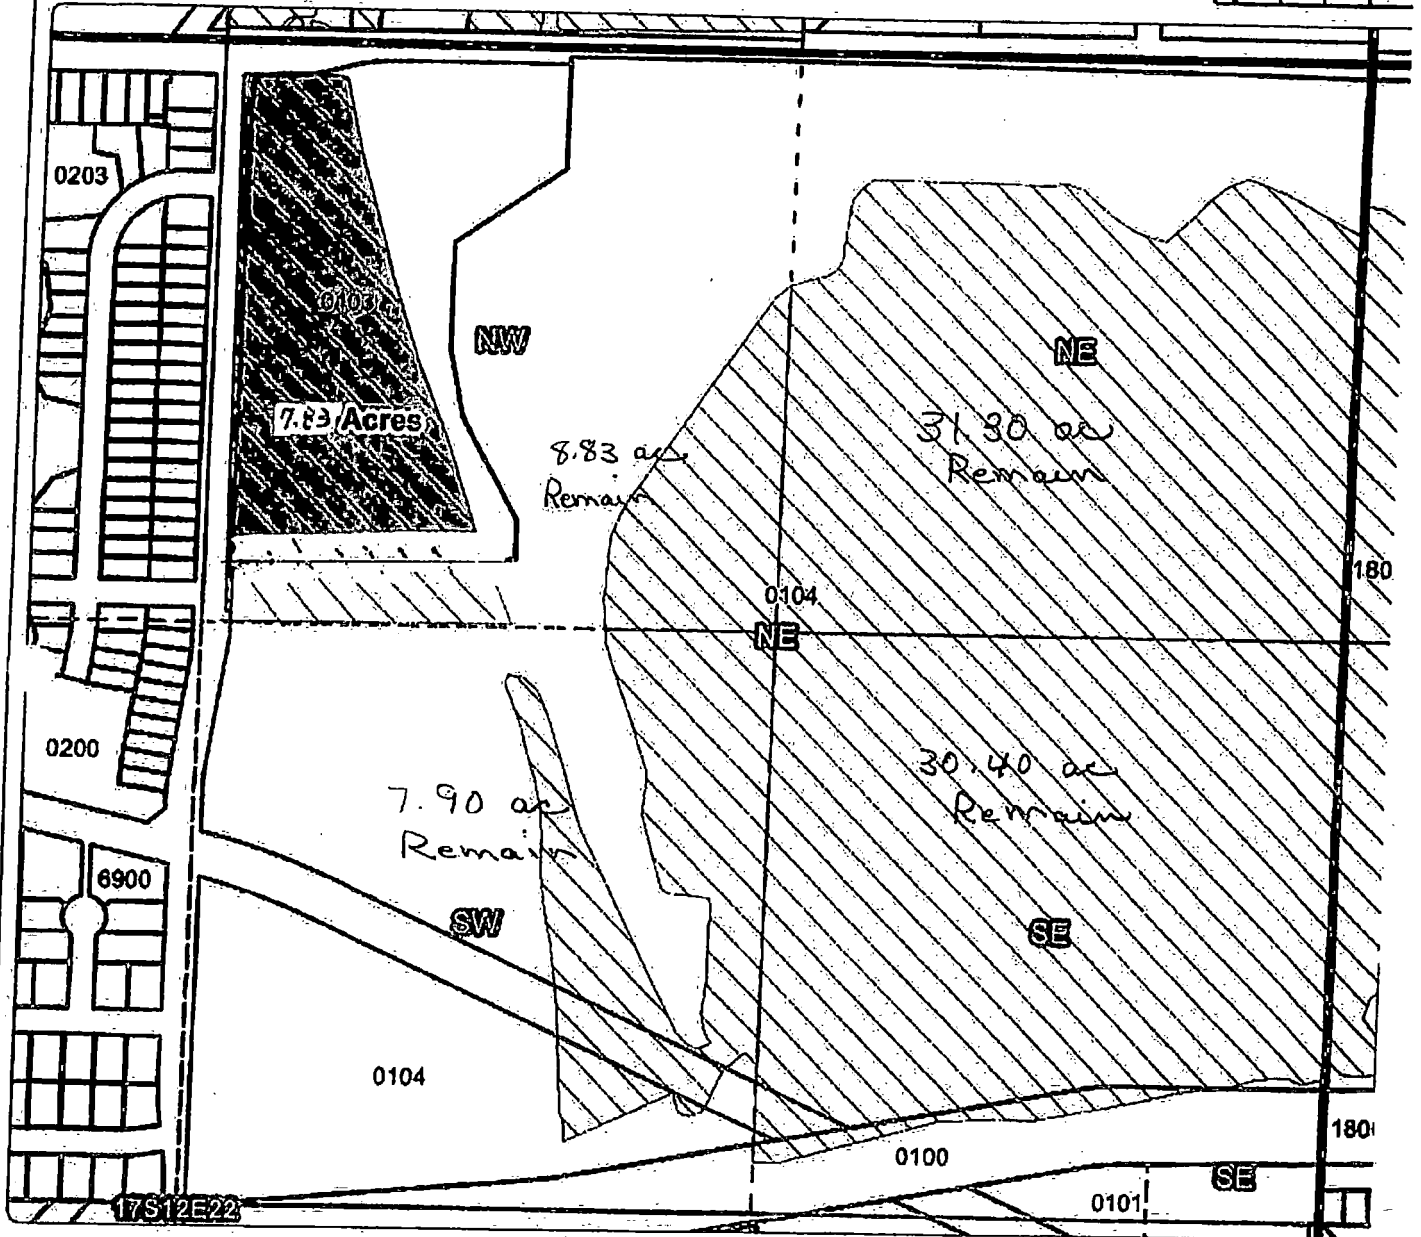 0203
0103
NW
NE
7.83 Acres
31.30 ac
Remain
8.83 ac
Remain
180
0104
NE
0200
30.40 ac
Remain
7.90 ac
Remain
6900
SW
SE
0104
0100
180
SE
0101
17S12E22